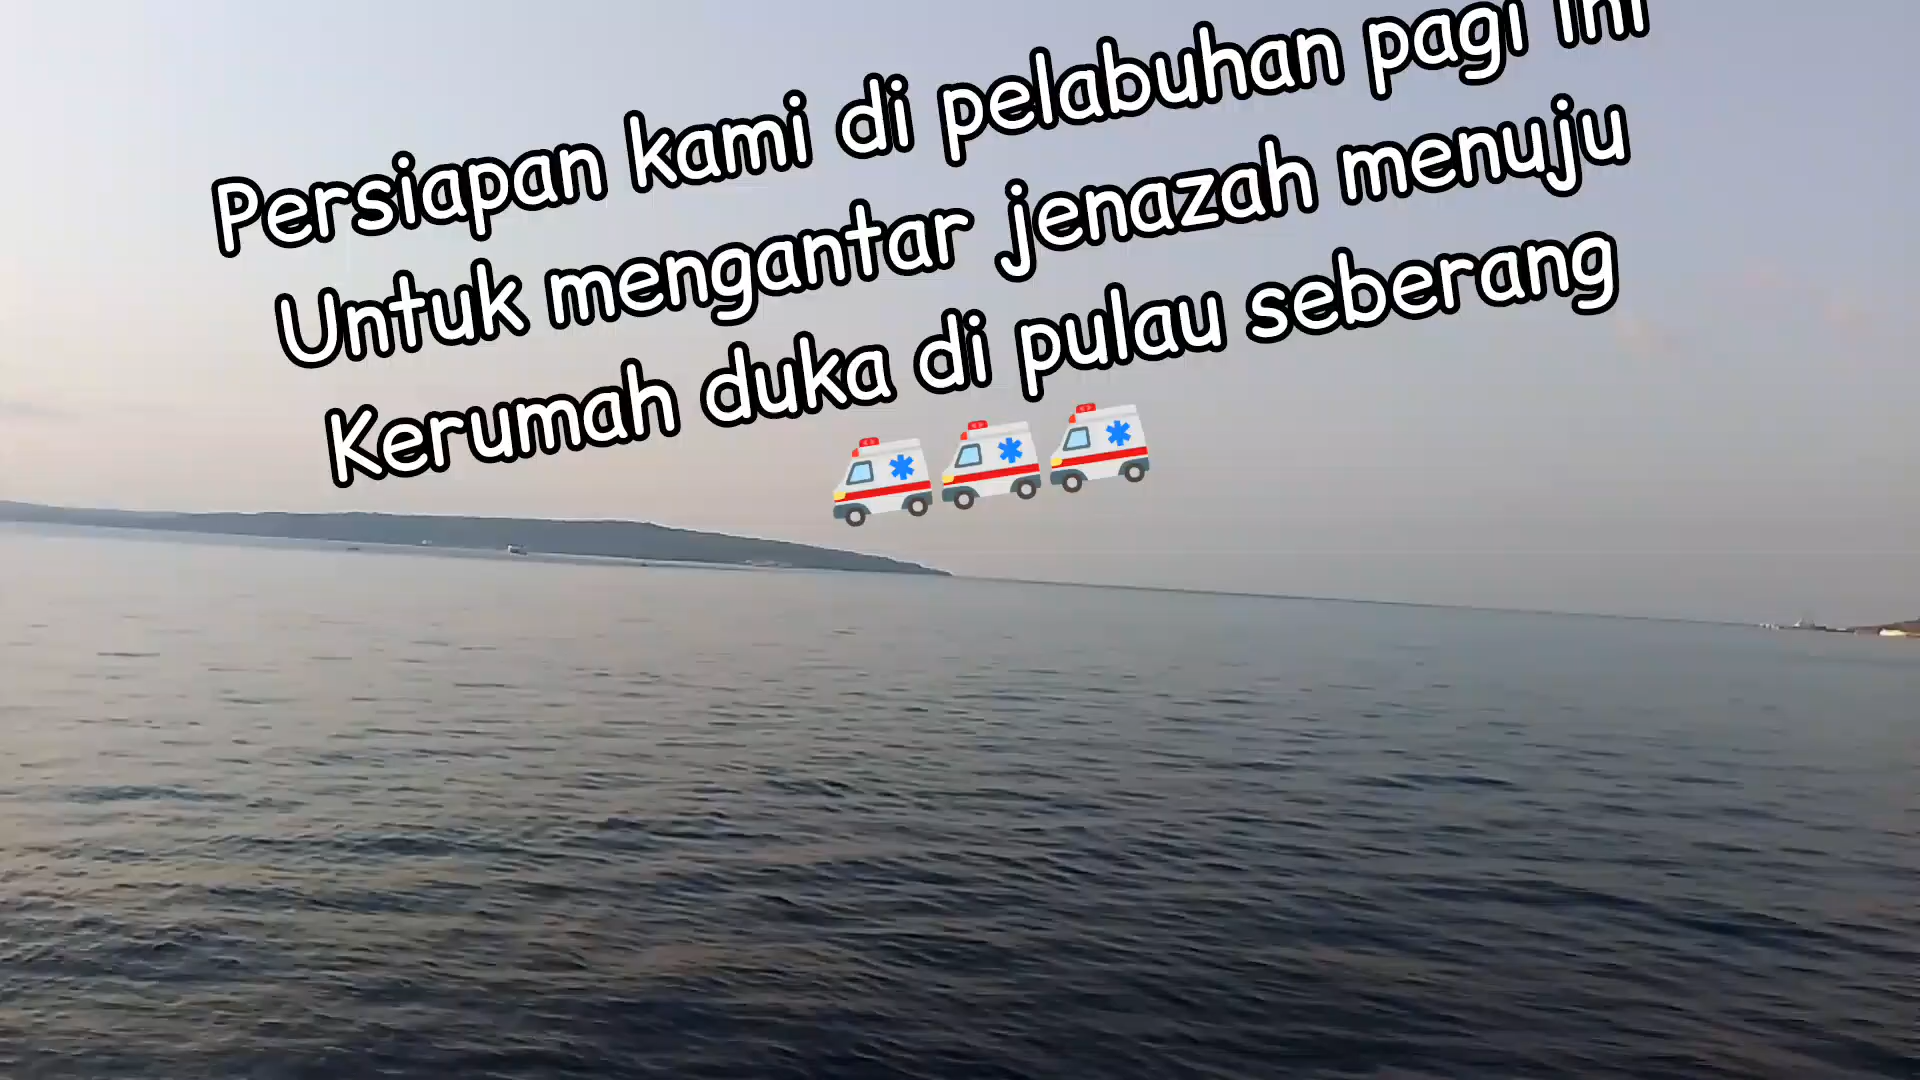 Persiapan kami di pelabuhan pagi ini
Untuk mengantar jenazah menuju
Kerumah duka di pulau seberang